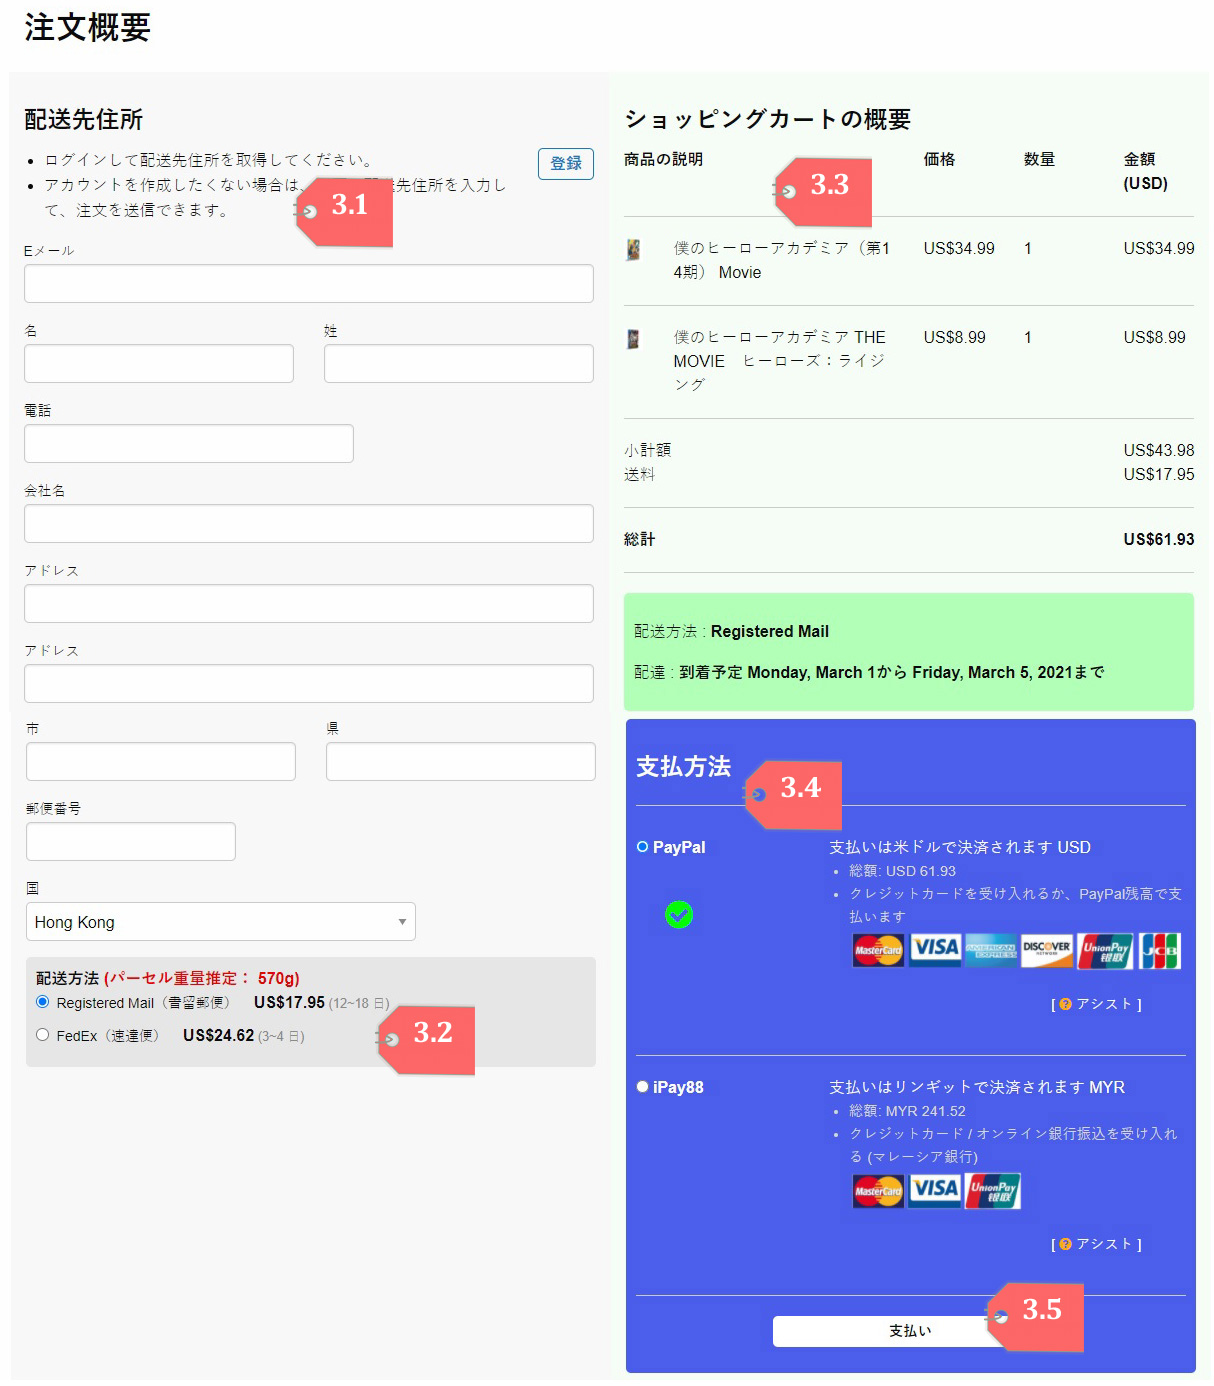 注文概要
配送先住所
ログインして配送先住所を取得してください。
登録
アカウントを作成したくない場合は、
先住所を入力し
て、注文を送信できます。
3.1
Eメール
名
姓
電話
会社名
アドレス
アドレス
市
県
郵便番号
国
Hong Kong
配送方法 (パーセル重量推定： 570g)
Registered Mail（書留郵便） US$17.95 (12~18 日)
FedEx（速達便） US$24.62 (3~4 日)
3.2
ショッピングカートの概要
商品の説明
価格
数量
金額
(USD)
3.3
僕のヒーローアカデミア（第1
4期） Movie
US$34.99
1
US$34.99
僕のヒーローアカデミア THE
MOVIE　ヒーローズ：ライジ
ング
US$8.99
1
US$8.99
小計額
US$43.98
送料
US$17.95
総計
US$61.93
配送方法 : Registered Mail
配達 : 到着予定 Monday, March 1から Friday, March 5, 2021まで
支払方法
3.4
PayPal
支払いは米ドルで決済されます USD
総額: USD 61.93
クレジットカードを受け入れるか、PayPal残高で支
払います
MasterCard VISA AMERICAN EXPRESS DISCOVER NETWORK UnionPay 银联 JCB
[ ? アシスト ]
iPay88
支払いはリンギットで決済されます MYR
総額: MYR 241.52
クレジットカード / オンライン銀行振込を受け入れ
る (マレーシア銀行)
MasterCard VISA UnionPay 银联
[ ? アシスト ]
支払い
3.5